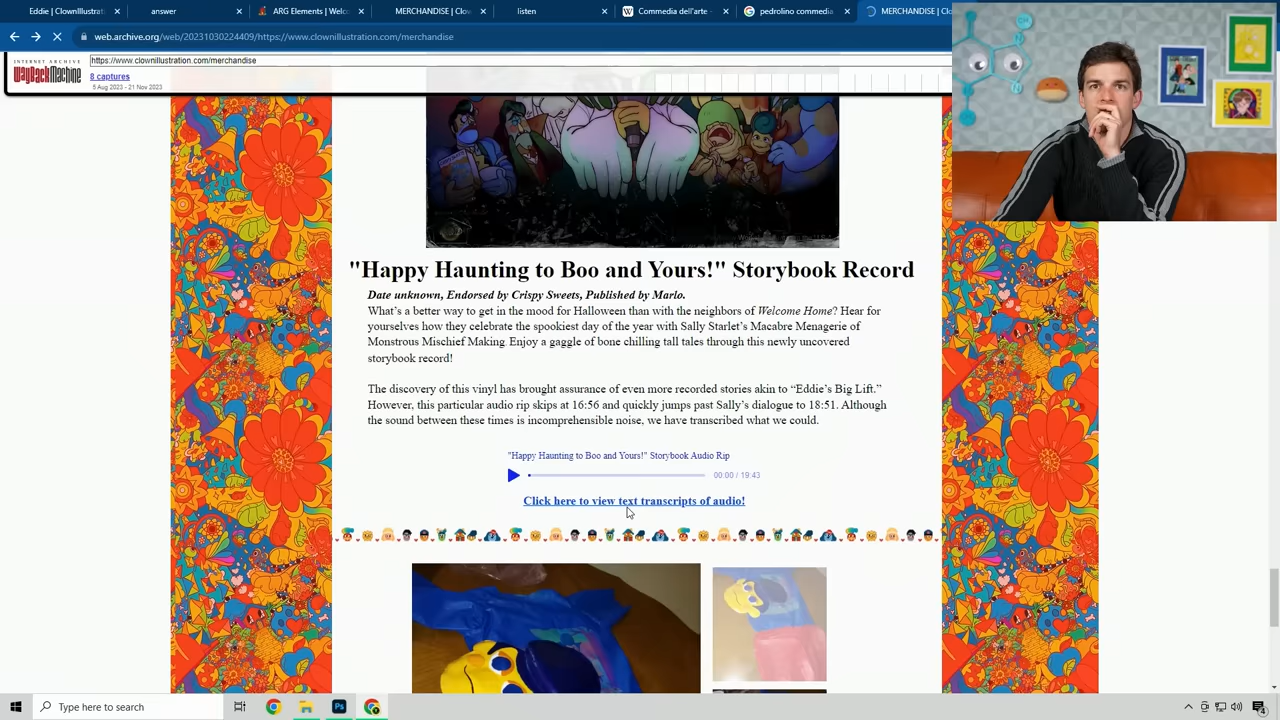 Eddie | ClownIllustrati
answer
ARG Elements | Welc
MERCHANDISE | Clow
listen
Commedia dell'arte -
pedrolino commedia
MERCHANDISE | Clo
web.archive.org/web/20231030224409/https://www.clownillustration.com/merchandise
INTERNET ARCHIVE
WayBackMachine
https://www.clownillustration.com/merchandise
8 captures
5 Aug 2023 - 21 Nov 2023
"Happy Haunting to Boo and Yours!" Storybook Record
Date unknown, Endorsed by Crispy Sweets, Published by Marlo.
What's a better way to get in the mood for Halloween than with the neighbors of Welcome Home? Hear for
yourselves how they celebrate the spookiest day of the year with Sally Starlet's Macabre Menagerie of
Monstrous Mischief Making. Enjoy a gaggle of bone chilling tall tales through this newly uncovered
storybook record!
The discovery of this vinyl has brought assurance of even more recorded stories akin to “Eddie's Big Lift.”
However, this particular audio rip skips at 16:56 and quickly jumps past Sally's dialogue to 18:51. Although
the sound between these times is incomprehensible noise, we have transcribed what we could.
"Happy Haunting to Boo and Yours!" Storybook Audio Rip
00:00 / 19:43
Click here to view text transcripts of audio!
Type here to search